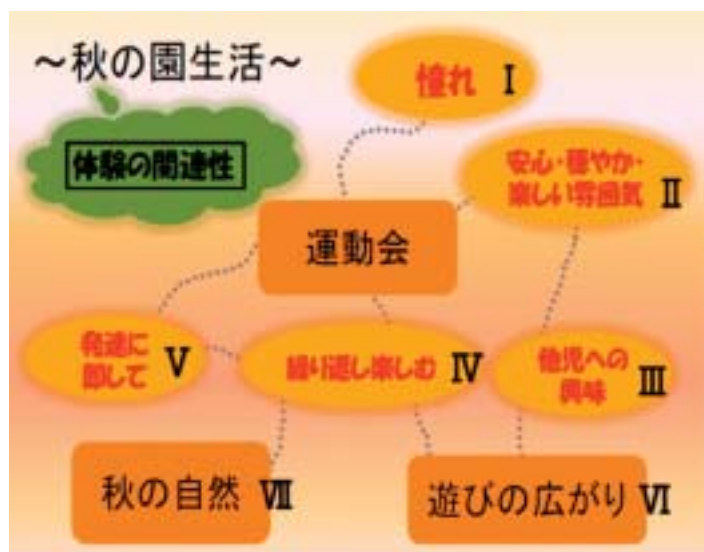 ～秋の園生活～
憧れ Ⅰ
体験の関連性
安心・穏やか・
楽しい雰囲気 Ⅱ
運動会
発達に
即して Ⅴ
繰り返し楽しむ Ⅳ
他児への
興味 Ⅲ
秋の自然 Ⅶ
遊びの広がり Ⅵ